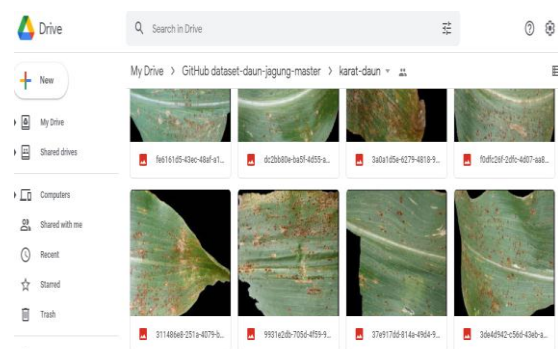 Drive
Search in Drive
New
My Drive > GitHub dataset-daun-jagung-master > karat-daun
My Drive
Shared drives
Computers
Shared with me
Recent
Starred
Trash
fe6161d5-43ec-48af-a1...
dc2bb80e-ba5f-4d55-a...
3a0a1d5e-6279-4818-9...
f0dfc26f-2dfc-4d07-aa8...
311486e8-251a-4079-b...
9931e2db-705d-4f59-9...
37e917dd-814a-49d4-9...
3de4d942-c56d-43eb-a...